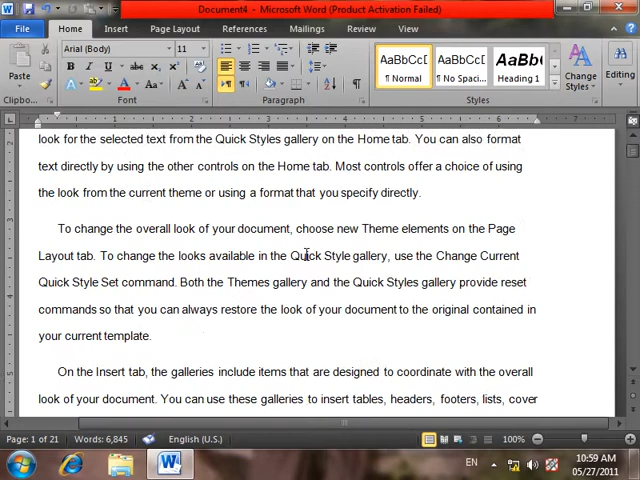 Document4 - Microsoft Word (Product Activation Failed)
File Home Insert Page Layout References Mailings Review View
Paste
Arial (Body) 11
AaBbCcD AaBbCcD AaBbCc
¶ Normal ¶ No Spaci... Heading 1
Change Styles
Editing
Clipboa... Font Paragraph Styles
look for the selected text from the Quick Styles gallery on the Home tab. You can also format
text directly by using the other controls on the Home tab. Most controls offer a choice of using
the look from the current theme or using a format that you specify directly.
To change the overall look of your document, choose new Theme elements on the Page
Layout tab. To change the looks available in the Quick Style gallery, use the Change Current
Quick Style Set command. Both the Themes gallery and the Quick Styles gallery provide reset
commands so that you can always restore the look of your document to the original contained in
your current template.
On the Insert tab, the galleries include items that are designed to coordinate with the overall
look of your document. You can use these galleries to insert tables, headers, footers, lists, cover
Page: 1 of 21 Words: 6,845 English (U.S.) 100%
EN 10:59 AM
05/27/2011